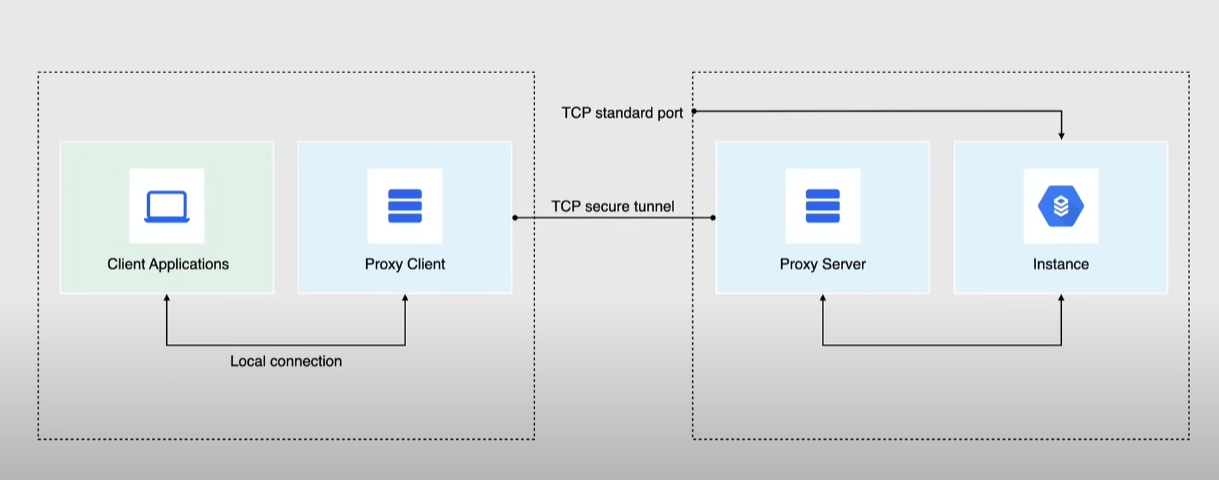 TCP standard port
TCP secure tunnel
Client Applications
Proxy Client
Proxy Server
Instance
Local connection